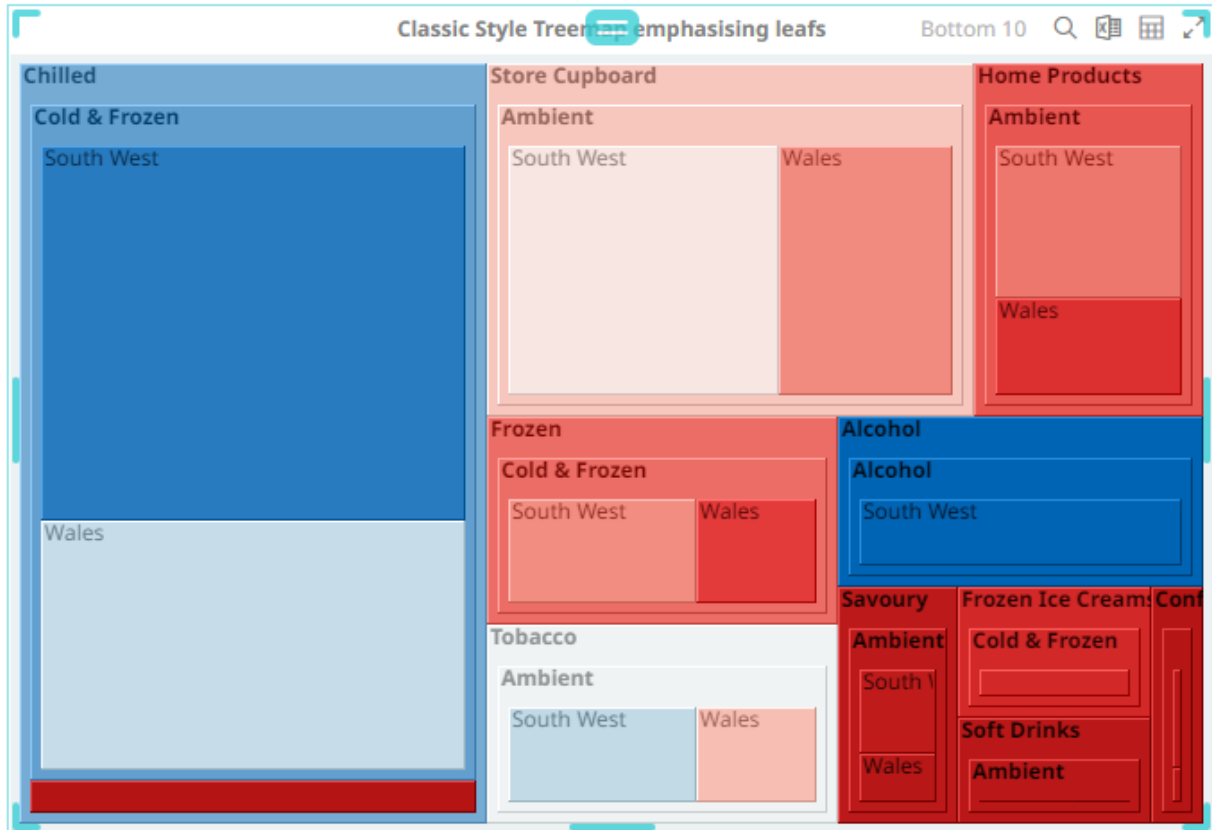 Classic Style Treemap emphasising leafs
Bottom 10
Chilled
Cold & Frozen
South West
Wales
Store Cupboard
Ambient
South West
Wales
Home Products
Ambient
South West
Wales
Frozen
Cold & Frozen
South West
Wales
Alcohol
Alcohol
South West
Tobacco
Ambient
South West
Wales
Savoury
Ambient
South
Wales
Frozen Ice Creams
Cold & Frozen
Soft Drinks
Ambient
Conf